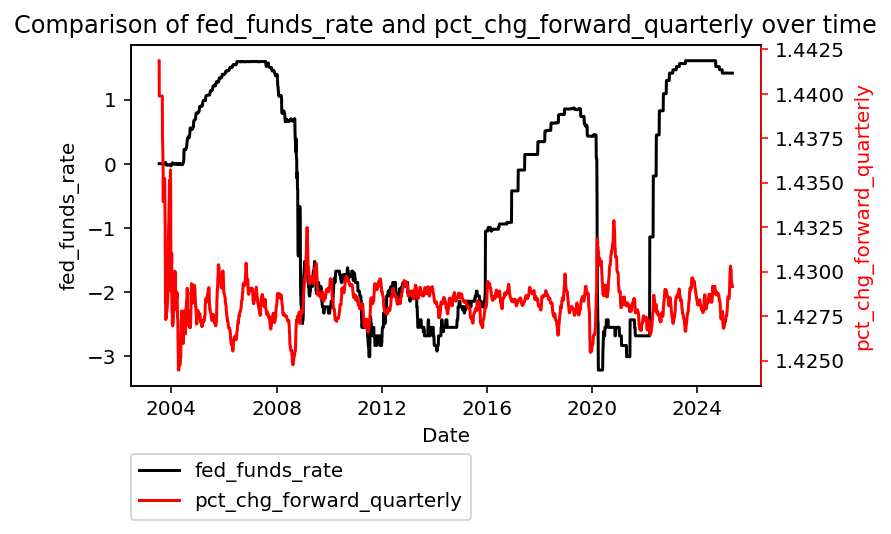 Comparison of fed_funds_rate and pct_chg_forward_quarterly over time
fed_funds_rate
1
0
−1
−2
−3
1.4425
1.4400
1.4375
1.4350
1.4325
1.4300
1.4275
1.4250
pct_chg_forward_quarterly
2004 2008 2012 2016 2020 2024
Date
fed_funds_rate
pct_chg_forward_quarterly